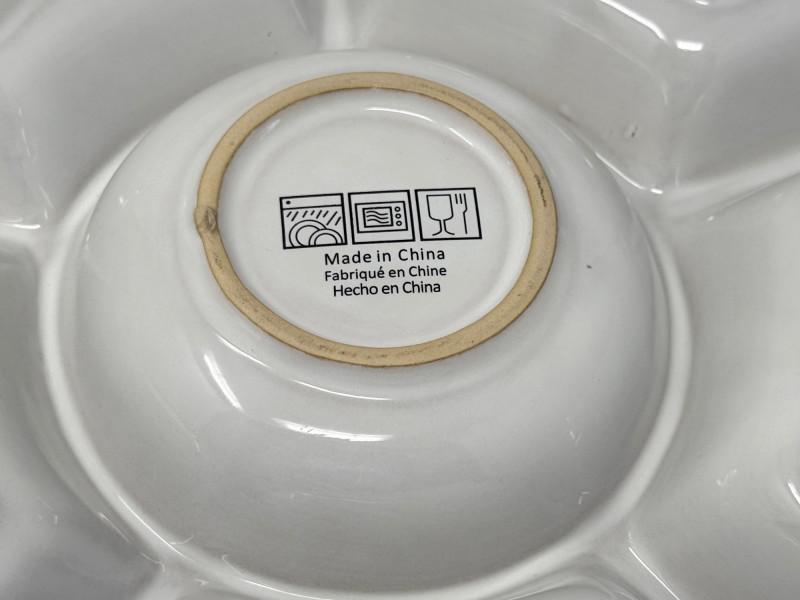 Made in China
Fabriqué en Chine
Hecho en China